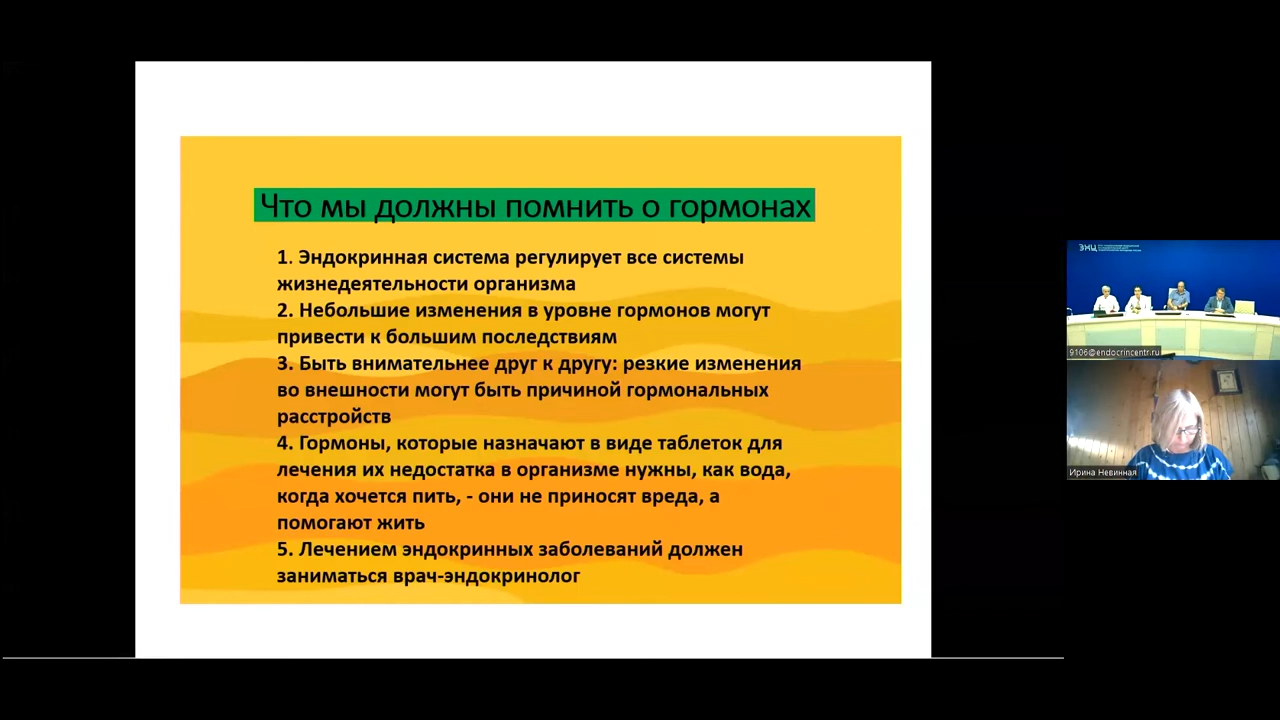 Что мы должны помнить о гормонах
1. Эндокринная система регулирует все системы
жизнедеятельности организма
2. Небольшие изменения в уровне гормонов могут
привести к большим последствиям
3. Быть внимательнее друг к другу: резкие изменения
во внешности могут быть причиной гормональных
расстройств
4. Гормоны, которые назначают в виде таблеток для
лечения их недостатка в организме нужны, как вода,
когда хочется пить, - они не приносят вреда, а
помогают жить
5. Лечением эндокринных заболеваний должен
заниматься врач-эндокринолог
ЭНЦ
9106@endocrincentr.ru
Ирина Невинная